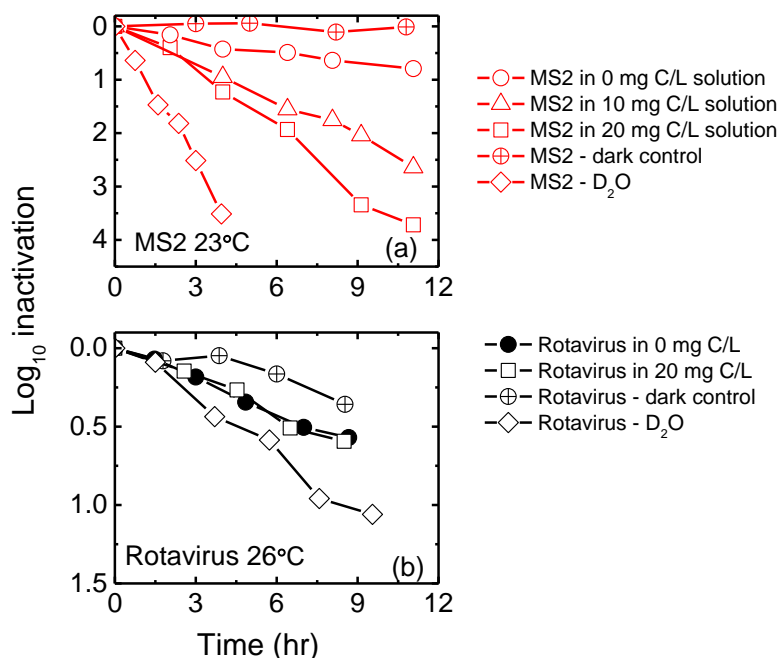 0
1
2
3
4
0
3
6
9
12
MS2 23°C
(a)
MS2 in 0 mg C/L solution
MS2 in 10 mg C/L solution
MS2 in 20 mg C/L solution
MS2 - dark control
MS2 - D₂O
Log₁₀ inactivation
0.0
0.5
1.0
1.5
0
3
6
9
12
Rotavirus 26°C
(b)
Rotavirus in 0 mg C/L
Rotavirus in 20 mg C/L
Rotavirus - dark control
Rotavirus - D₂O
Time (hr)